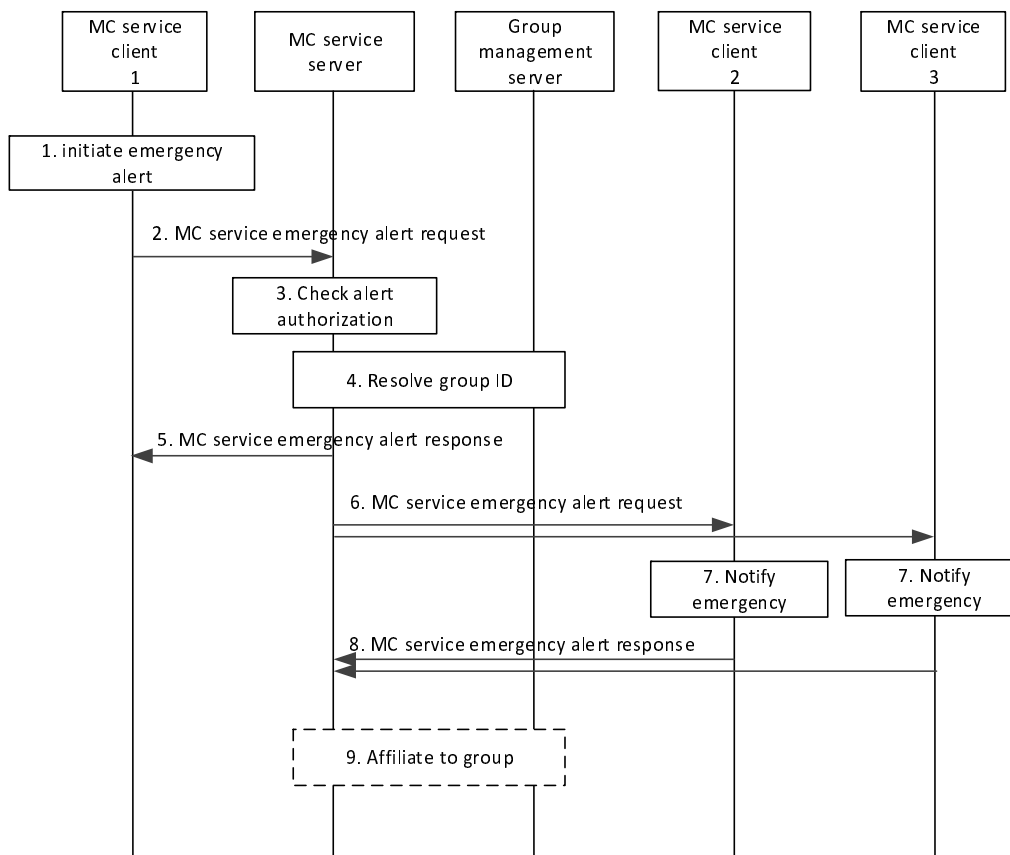 MC service
client
1
MC service
server
Group
management
server
MC service
client
2
MC service
client
3
1. initiate emergency
alert
2. MC service emergency alert request
3. Check alert
authorization
4. Resolve group ID
5. MC service emergency alert response
6. MC service emergency alert request
7. Notify
emergency
7. Notify
emergency
8. MC service emergency alert response
9. Affiliate to group